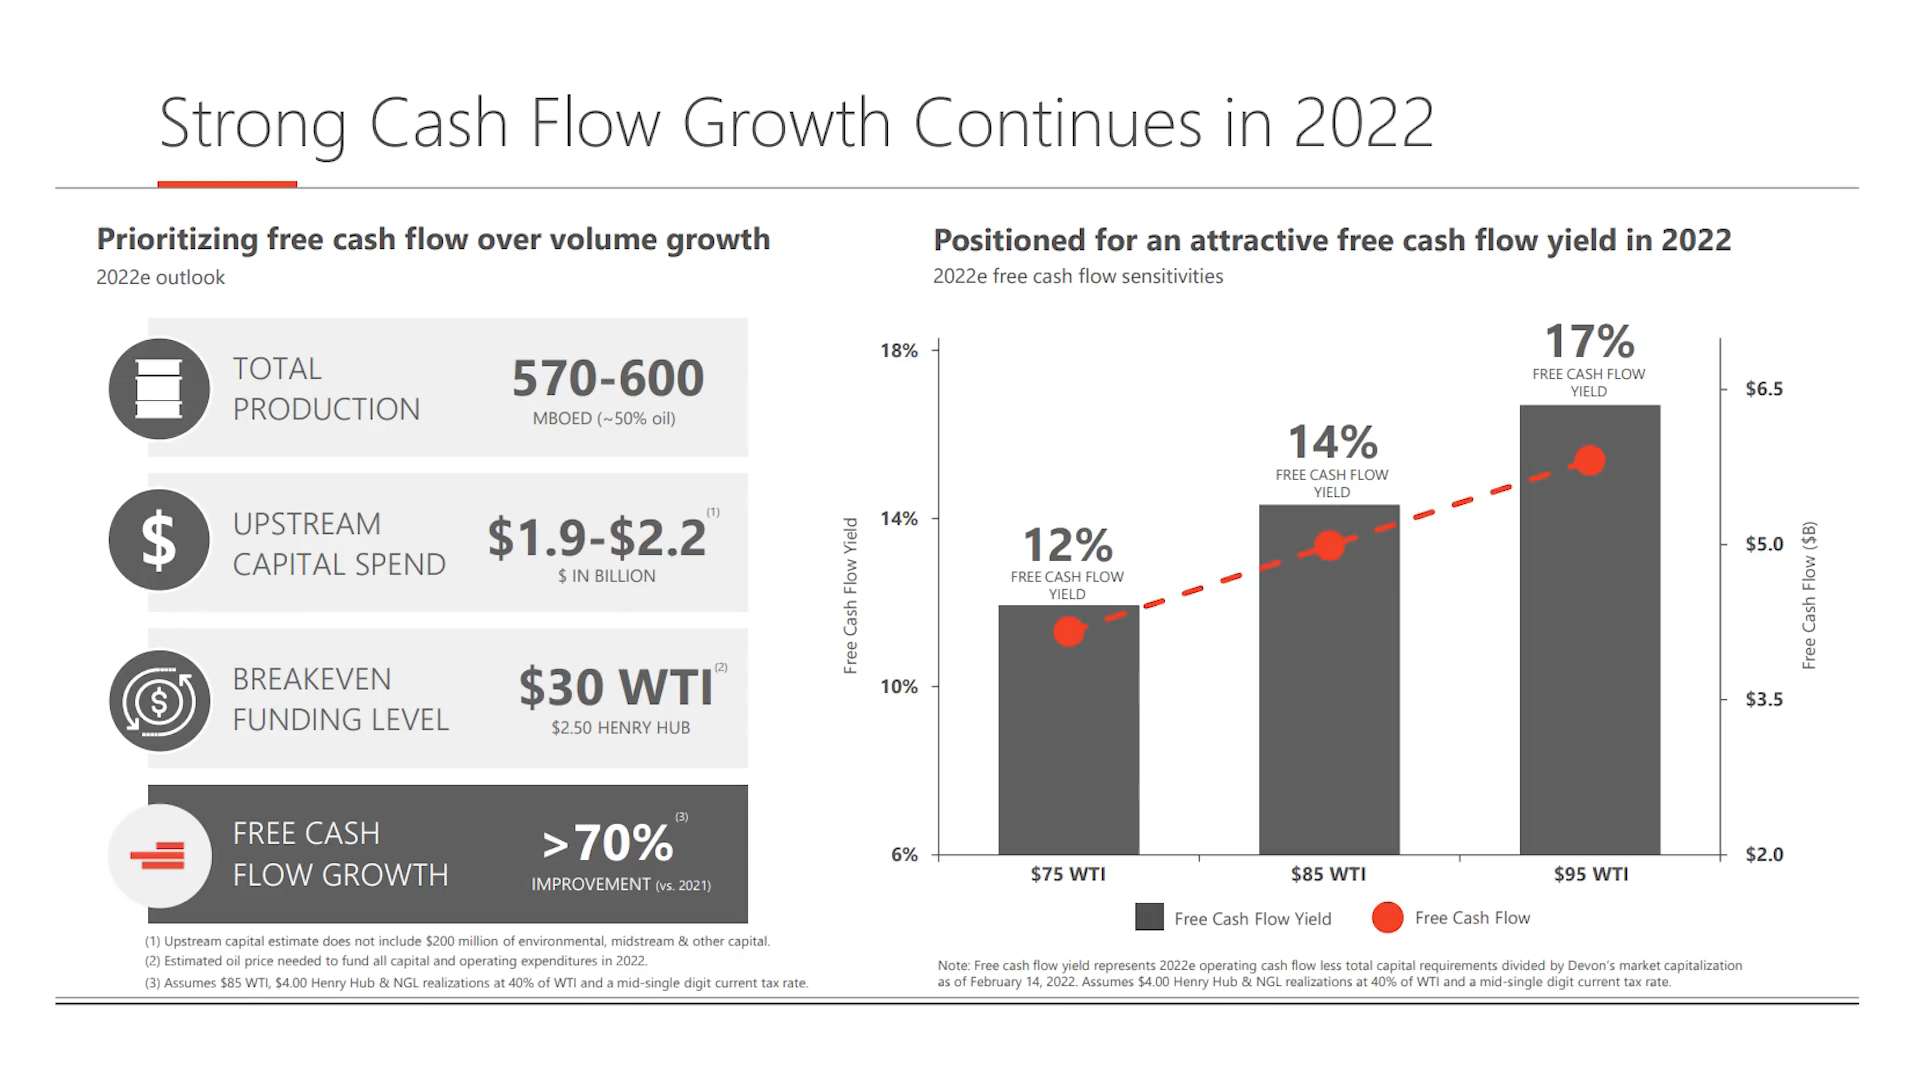 Strong Cash Flow Growth Continues in 2022
Prioritizing free cash flow over volume growth
2022e outlook
TOTAL
PRODUCTION
570-600
MBOED (~50% oil)
$
UPSTREAM
CAPITAL SPEND
$1.9-$2.2(1)
$ IN BILLION
$
BREAKEVEN
FUNDING LEVEL
$30 WTI(2)
$2.50 HENRY HUB
FREE CASH
FLOW GROWTH
>70%(3)
IMPROVEMENT (vs. 2021)
(1) Upstream capital estimate does not include $200 million of environmental, midstream & other capital.
(2) Estimated oil price needed to fund all capital and operating expenditures in 2022.
(3) Assumes $85 WTI, $4.00 Henry Hub & NGL realizations at 40% of WTI and a mid-single digit current tax rate.
Positioned for an attractive free cash flow yield in 2022
2022e free cash flow sensitivities
Free Cash Flow Yield
18%
14%
10%
6%
12%
FREE CASH FLOW
YIELD
14%
FREE CASH FLOW
YIELD
17%
FREE CASH FLOW
YIELD
$6.5
$5.0
$3.5
$2.0
Free Cash Flow ($B)
$75 WTI
$85 WTI
$95 WTI
Free Cash Flow Yield
Free Cash Flow
Note: Free cash flow yield represents 2022e operating cash flow less total capital requirements divided by Devon's market capitalization
as of February 14, 2022. Assumes $4.00 Henry Hub & NGL realizations at 40% of WTI and a mid-single digit current tax rate.